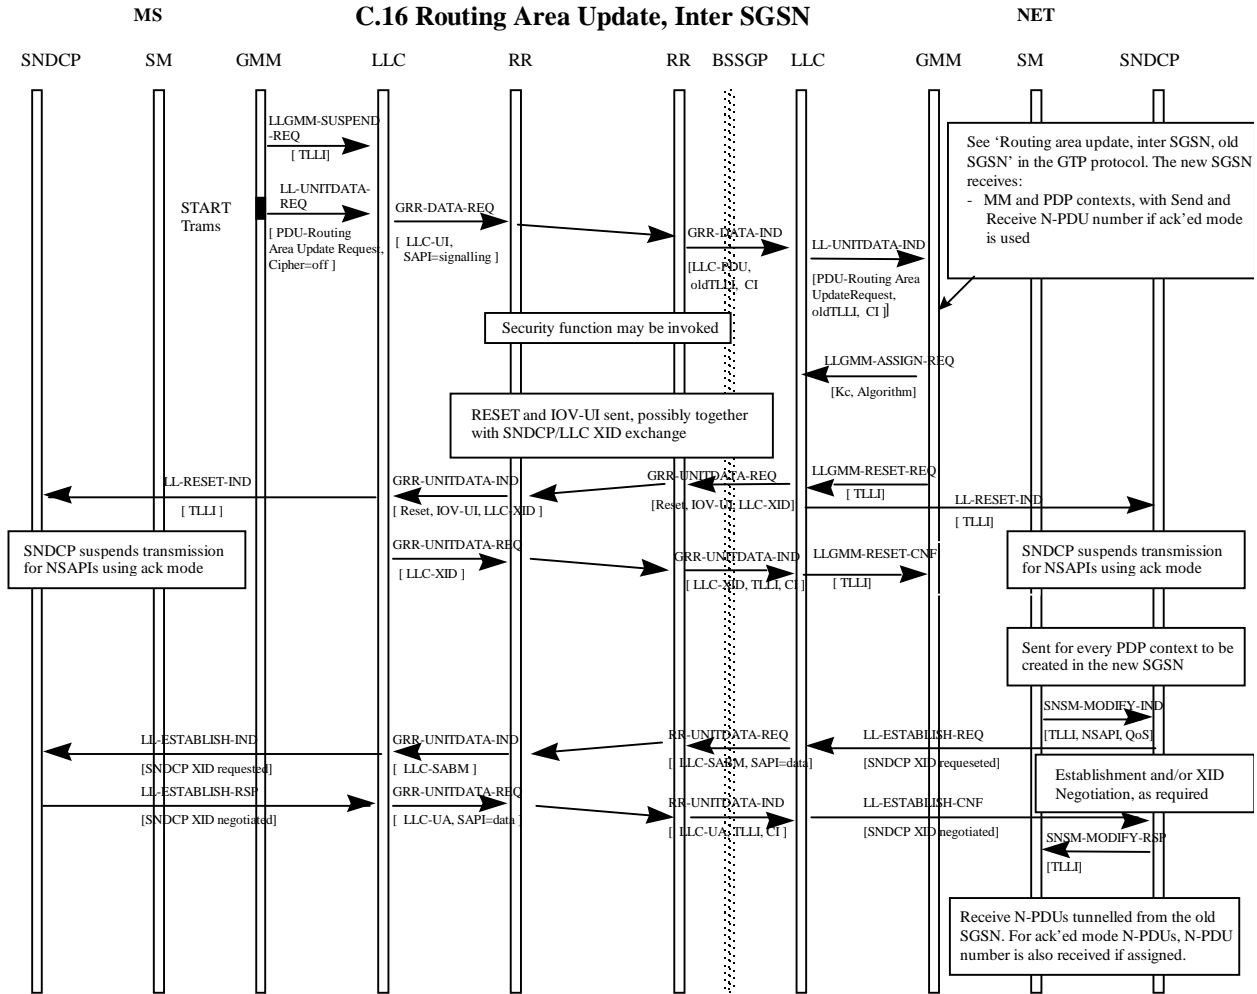 MS
C.16 Routing Area Update, Inter SGSN
NET
SNDCP
SM
GMM
LLC
RR
RR
BSSGP
LLC
GMM
SM
SNDCP
LLGMM-SUSPEND
-REQ
[ TLLI]
See ‘Routing area update, inter SGSN, old
SGSN’ in the GTP protocol. The new SGSN
receives:
- MM and PDP contexts, with Send and
Receive N-PDU number if ack’ed mode
is used
START
Trams
LL-UNITDATA-
REQ
[ PDU-Routing
Area Update Request,
Cipher=off ]
GRR-DATA-REQ
[ LLC-UI,
SAPI=signalling ]
GRR-DATA-IND
[LLC-PDU,
oldTLLI, CI
LL-UNITDATA-IND
[PDU-Routing Area
UpdateRequest,
oldTLLI, CI ]]
Security function may be invoked
LLGMM-ASSIGN-REQ
[Kc, Algorithm]
RESET and IOV-UI sent, possibly together
with SNDCP/LLC XID exchange
LL-RESET-IND
[ TLLI ]
GRR-UNITDATA-IND
[ Reset, IOV-UI, LLC-XID ]
GRR-UNITDATA-REQ
[Reset, IOV-UI, LLC-XID]
LLGMM-RESET-REQ
[ TLLI]
LL-RESET-IND
[ TLLI]
SNDCP suspends transmission
for NSAPIs using ack mode
GRR-UNITDATA-REQ
[ LLC-XID ]
GRR-UNITDATA-IND
[ LLC-XID, TLLI, CI ]
LLGMM-RESET-CNF
[ TLLI]
SNDCP suspends transmission
for NSAPIs using ack mode
Sent for every PDP context to be
created in the new SGSN
SNSM-MODIFY-IND
[TLLI, NSAPI, QoS]
LL-ESTABLISH-IND
[SNDCP XID requested]
GRR-UNITDATA-IND
[ LLC-SABM ]
RR-UNITDATA-REQ
[ LLC-SABM, SAPI=data]
LL-ESTABLISH-REQ
[SNDCP XID requeseted]
Establishment and/or XID
Negotiation, as required
LL-ESTABLISH-RSP
[SNDCP XID negotiated]
GRR-UNITDATA-REQ
[ LLC-UA, SAPI=data ]
RR-UNITDATA-IND
[ LLC-UA, TLLI, CI ]
LL-ESTABLISH-CNF
[SNDCP XID negotiated]
SNSM-MODIFY-RSP
[TLLI]
Receive N-PDUs tunnelled from the old
SGSN. For ack’ed mode N-PDUs, N-PDU
number is also received if assigned.